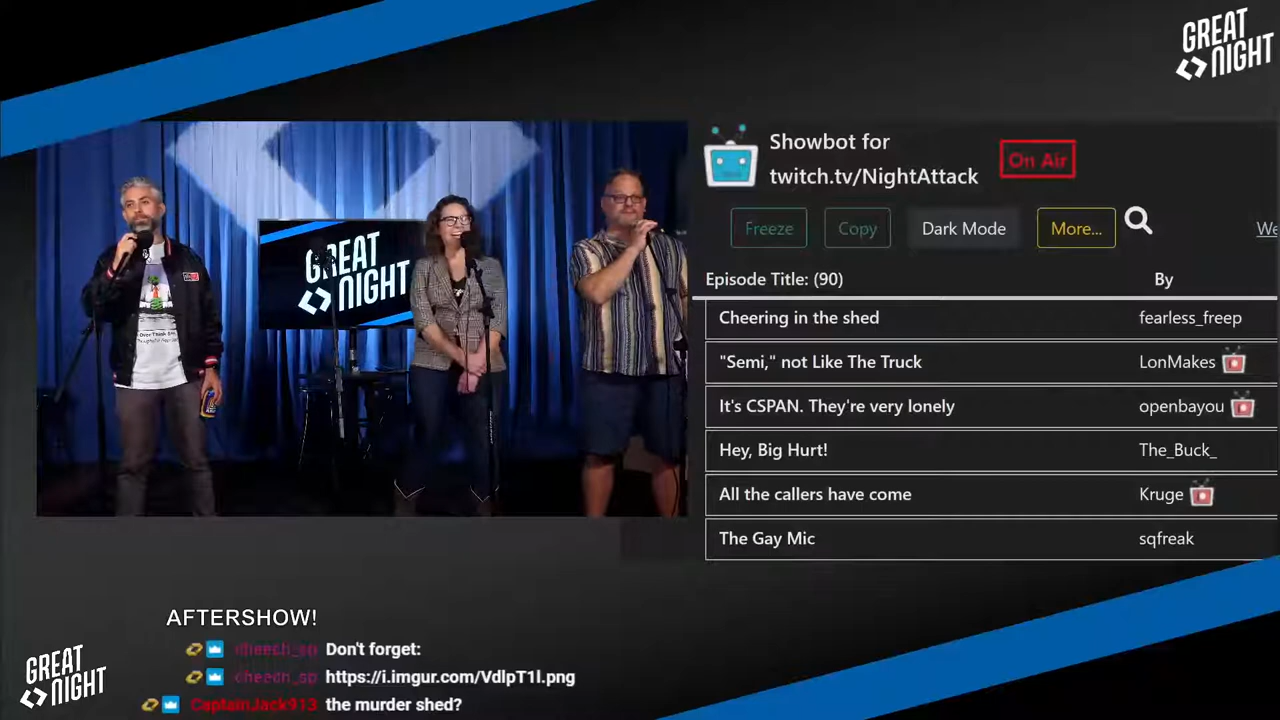 GREAT
NIGHT
Showbot for
twitch.tv/NightAttack
On Air
Freeze
Copy
Dark Mode
More...
We
Episode Title: (90)
By
Cheering in the shed
fearless_freep
"Semi," not Like The Truck
LonMakes
It's CSPAN. They're very lonely
openbayou
Hey, Big Hurt!
The_Buck_
All the callers have come
Kruge
The Gay Mic
sqfreak
GREAT
NIGHT
AFTERSHOW!
cheech_sp Don't forget:
cheech_sp https://i.imgur.com/VdlpT1l.png
CaptainJack913 the murder shed?
GREAT
NIGHT